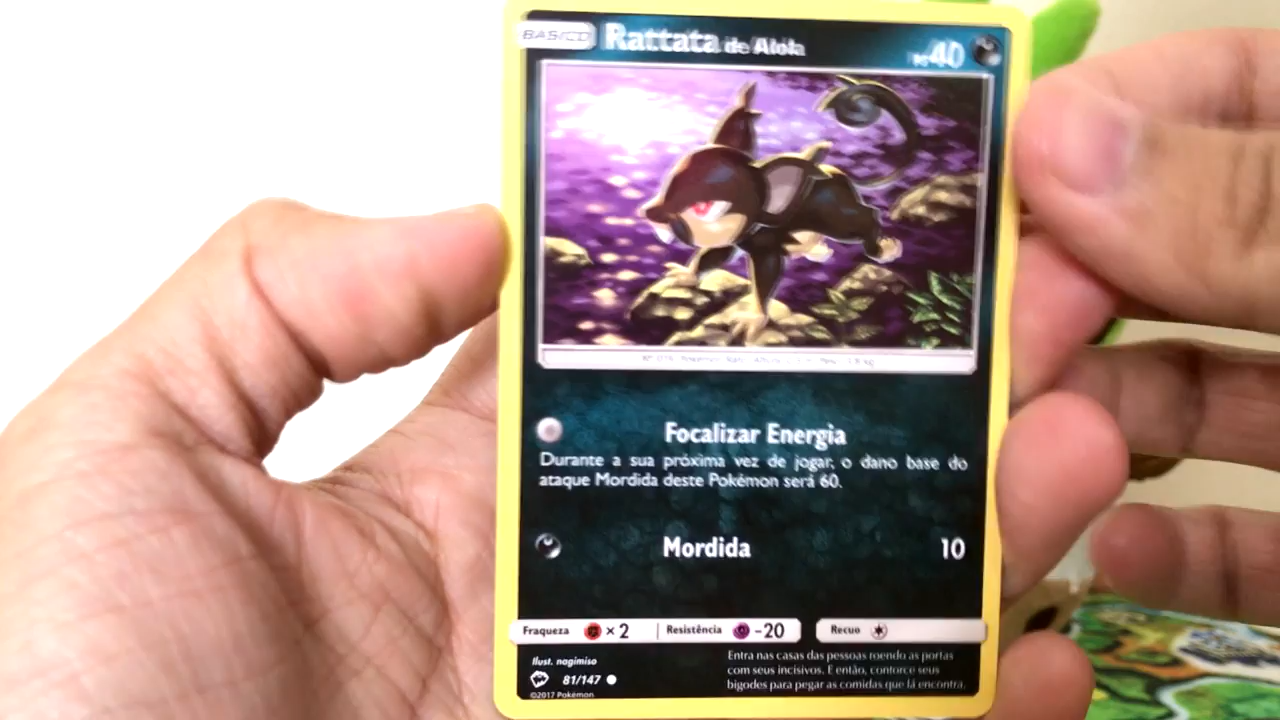 BÁSICO Rattata de Alola PS 40
Focalizar Energia
Durante a sua próxima vez de jogar, o dano base do
ataque Mordida deste Pokémon será 60.
Mordida 10
Fraqueza ×2 Resistência -20 Recuo
Ilust. nagimiso
81/147
©2017 Pokémon
Entra nas casas das pessoas roendo as portas
com seus incisivos. E então, contorce seus
bigodes para pegar as comidas que lá encontra.